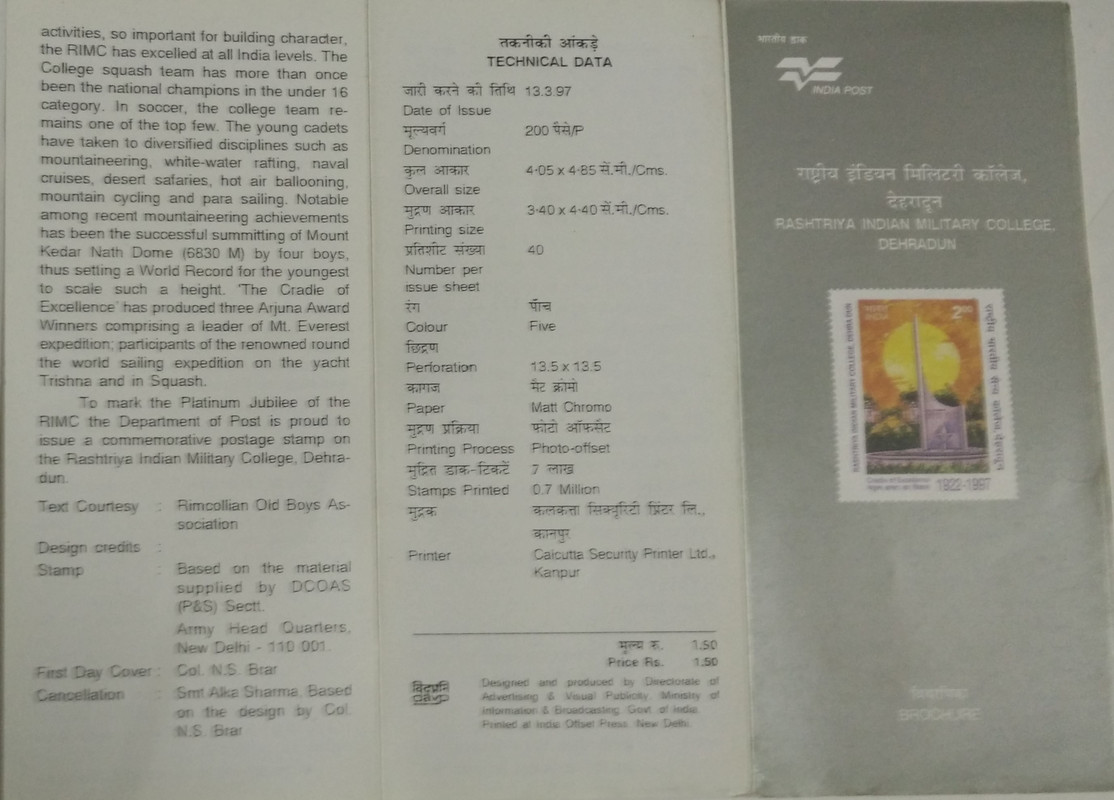 activities, so important for building character,
the RIMC has excelled at all India levels. The
College squash team has more than once
been the national champions in the under 16
category. In soccer, the college team re-
mains one of the top few. The young cadets
have taken to diversified disciplines such as
mountaineering, white-water rafting, naval
cruises, desert safaries, hot air ballooning,
mountain cycling and para sailing. Notable
among recent mountaineering achievements
has been the successful summitting of Mount
Kedar Nath Dome (6830 M) by four boys,
thus setting a World Record for the youngest
to scale such a height. 'The Cradle of
Excellence' has produced three Arjuna Award
Winners comprising a leader of Mt. Everest
expedition; participants of the renowned round
the world sailing expedition on the yacht
Trishna and in Squash.
To mark the Platinum Jubilee of the
RIMC the Department of Post is proud to
issue a commemorative postage stamp on
the Rashtriya Indian Military College, Dehra-
dun.
Text Courtesy : Rimcollian Old Boys As-
sociation
Design credits :
Stamp : Based on the material
supplied by DCOAS
(P&S) Sectt.
Army Head Quarters,
New Delhi - 110 001.
First Day Cover : Col. N.S. Brar
Cancellation : Smt Alka Sharma, Based
on the design by Col.
N.S. Brar
तकनीकी आंकड़े
TECHNICAL DATA
जारी करने की तिथि 13.3.97
Date of Issue
मूल्यवर्ग 200 पैसे/P
Denomination
कुल आकार 4·05 x 4·85 सें.मी./Cms.
Overall size
मुद्रण आकार 3·40 x 4·40 सें.मी./Cms.
Printing size
प्रतिशीट संख्या 40
Number per
issue sheet
रंग पाँच
Colour Five
छिद्रण
Perforation 13.5 x 13.5
कागज मैट क्रोमो
Paper Matt Chromo
मुद्रण प्रक्रिया फोटो ऑफसैट
Printing Process Photo-offset
मुद्रित डाक-टिकटें 7 लाख
Stamps Printed 0.7 Million
मुद्रक कलकत्ता सिक्यूरिटी प्रिंटर लि.,
कानपुर
Printer Calcutta Security Printer Ltd.,
Kanpur
मूल्य रु. 1.50
Price Rs. 1.50
विदृप्रनि
davp
Designed and produced by Directorate of
Advertising & Visual Publicity, Ministry of
Information & Broadcasting, Govt. of India.
Printed at India Offset Press, New Delhi.
भारतीय डाक
INDIA POST
राष्ट्रीय इंडियन मिलिटरी कॉलेज,
देहरादून
RASHTRIYA INDIAN MILITARY COLLEGE,
DEHRADUN
भारत
INDIA
2.00
RASHTRIYA INDIAN MILITARY COLLEGE, DEHRA DUN
Cradle of Excellence
1922-1997
विवरणिका
BROCHURE